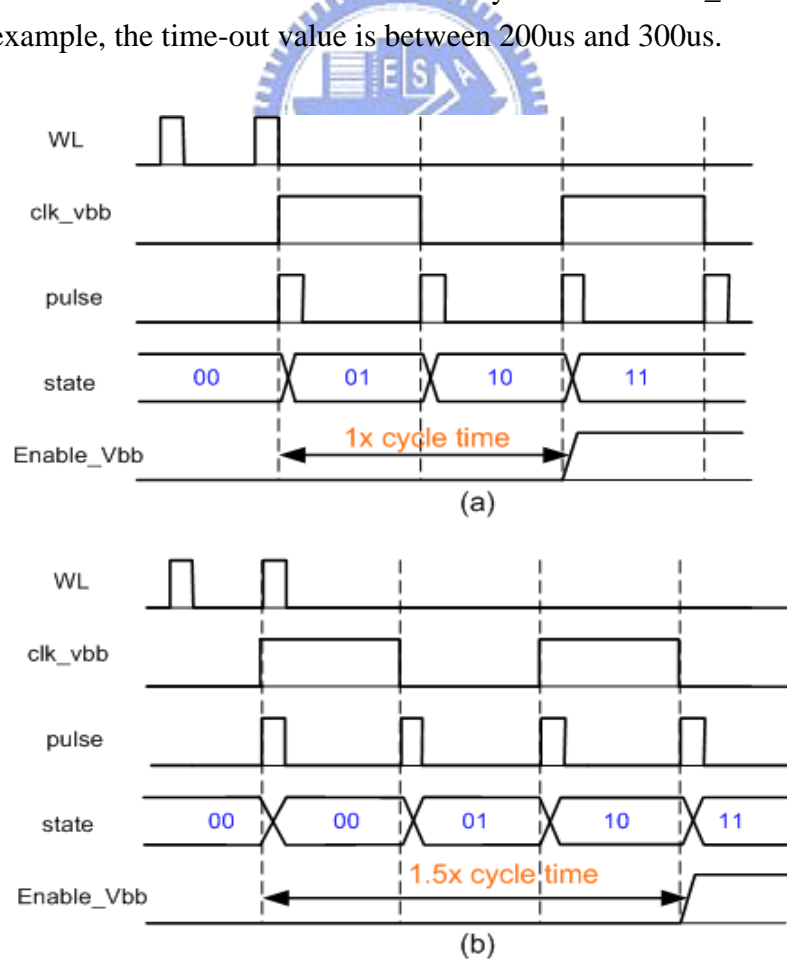 example, the time-out value is between 200us and 300us.
ESA
WL
clk_vbb
pulse
state
00
01
10
11
Enable_Vbb
1x cycle time
(a)
WL
clk_vbb
pulse
state
00
00
01
10
11
Enable_Vbb
1.5x cycle time
(b)